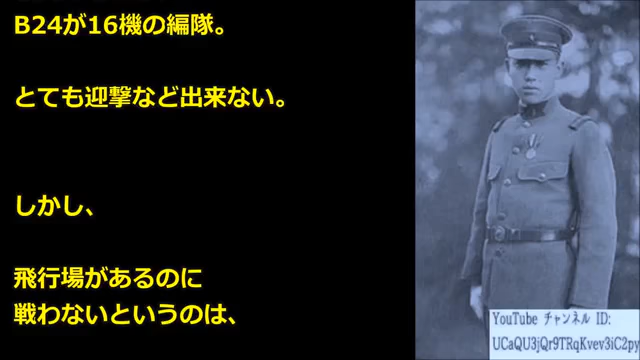 B24が16機の編隊。
とても迎撃など出来ない。
しかし、
飛行場があるのに
戦わないというのは、
YouTube チャンネル ID:
UCaQU3jQr9TRqKvev3iC2py